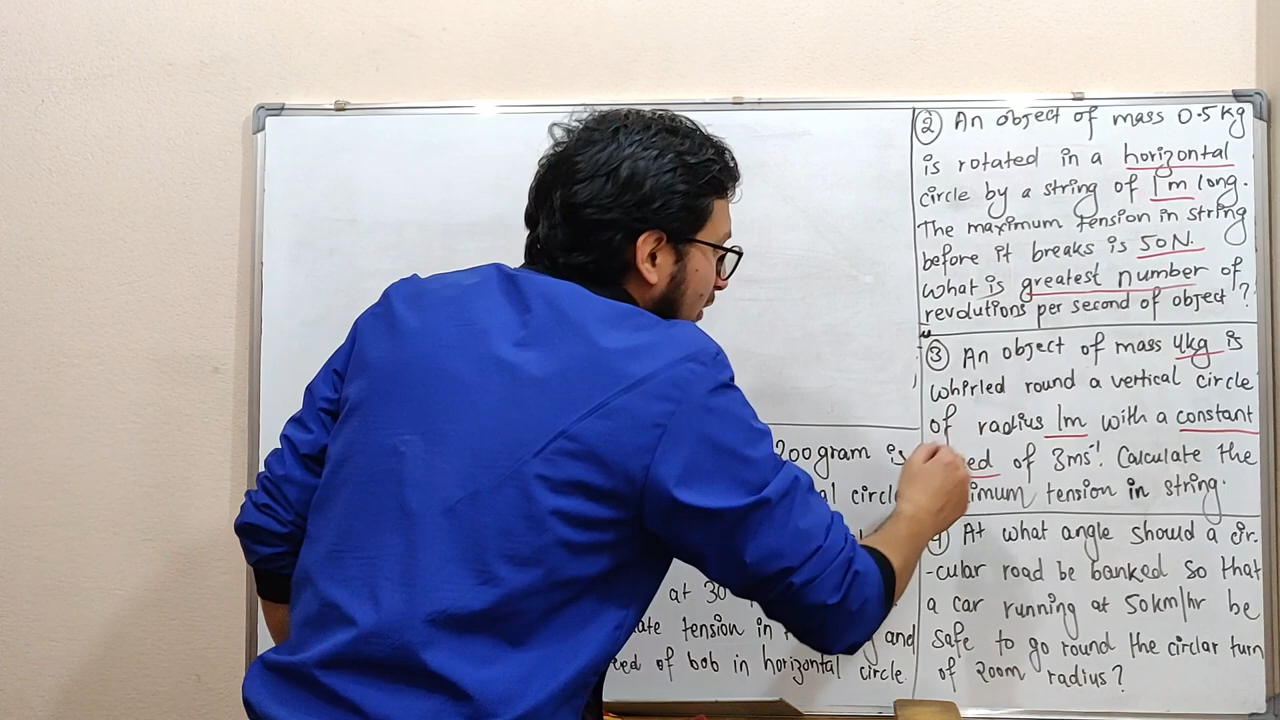 ② An object of mass 0.5kg
is rotated in a horizontal
circle by a string of 1m long.
The maximum tension in string
before it breaks is 50N.
what is greatest number of
revolutions per second of object?
③ An object of mass 4kg is
whirled round a vertical circle
of radius 1m with a constant
of 3ms⁻¹. Calculate the
tension in string.
④ At what angle should a cir-
-cular road be banked so that
a car running at 50km/hr be
safe to go round the circlar turn
of 200m radius?
200gram is
at 30
tension in and
of bob in horizontal circle.